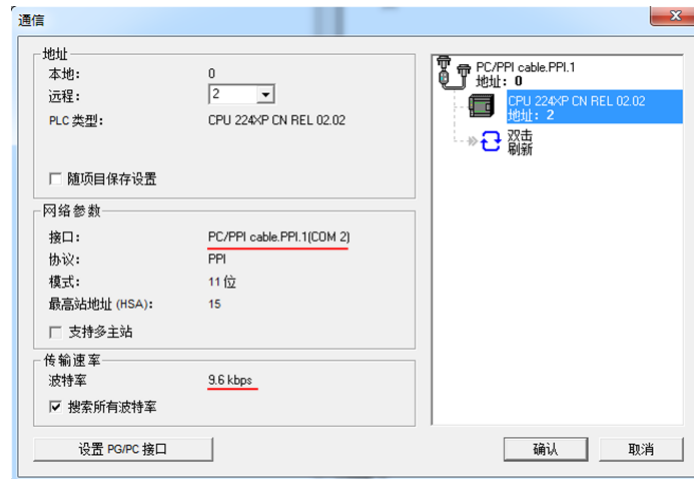 通信
地址
本地： 0
远程： 2
PLC 类型： CPU 224XP CN REL 02.02
随项目保存设置
网络参数
接口： PC/PPI cable.PPI.1(COM 2)
协议： PPI
模式： 11 位
最高站地址 (HSA)： 15
支持多主站
传输速率
波特率 9.6 kbps
搜索所有波特率
PC/PPI cable.PPI.1
地址：0
CPU 224XP CN REL 02.02
地址：2
双击
刷新
设置 PG/PC 接口
确认
取消